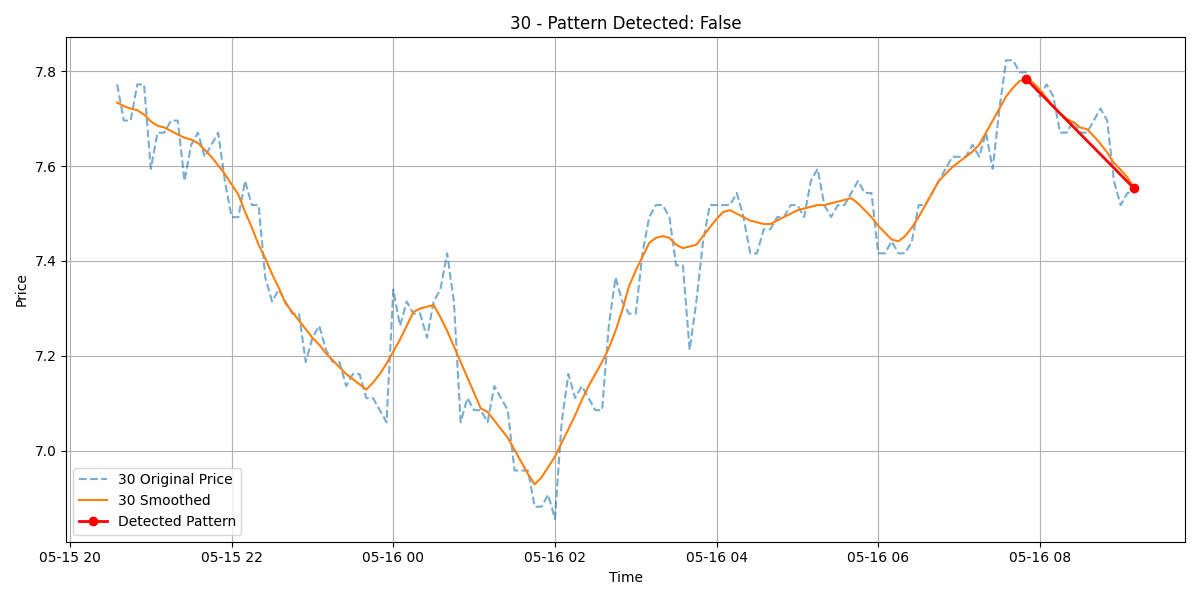 30 - Pattern Detected: False
Price
7.8
7.6
7.4
7.2
7.0
30 Original Price
30 Smoothed
Detected Pattern
05-15 20
05-15 22
05-16 00
05-16 02
05-16 04
05-16 06
05-16 08
Time